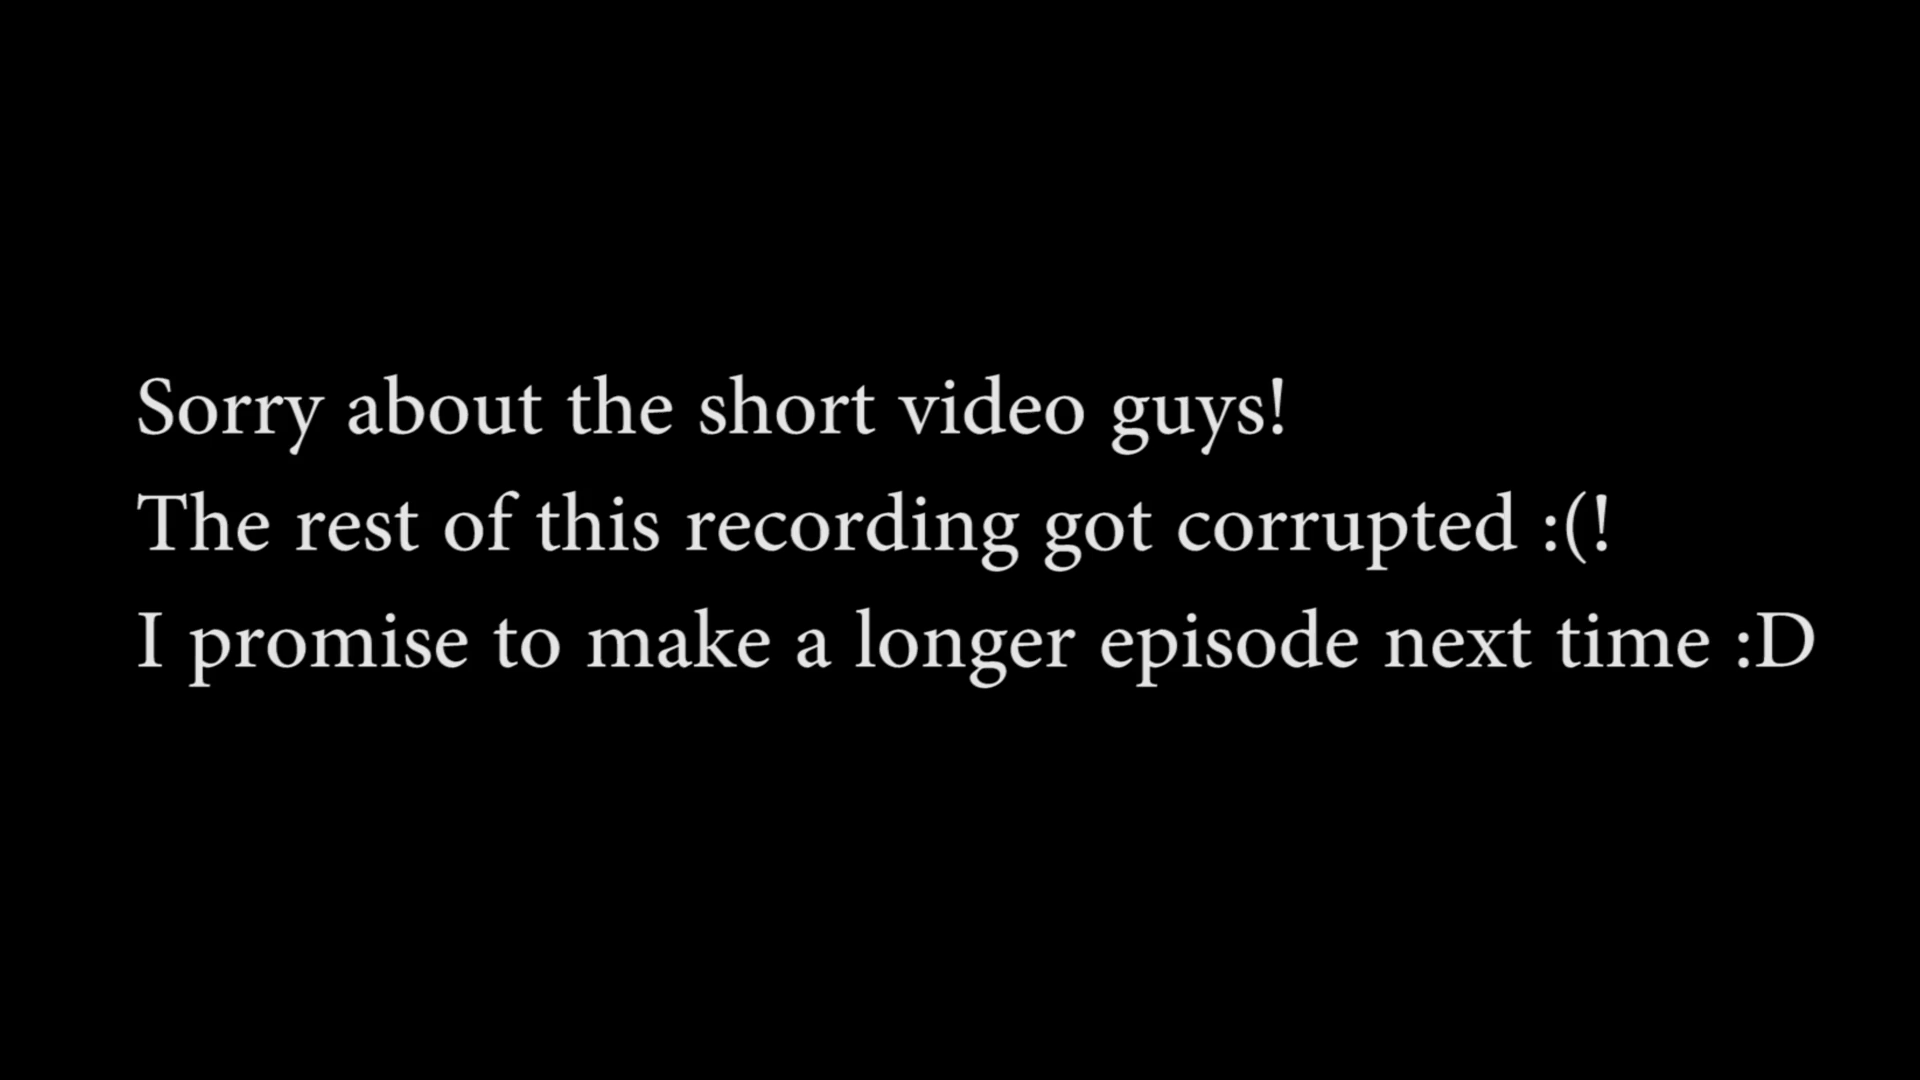 Sorry about the short video guys!
The rest of this recording got corrupted :(!
I promise to make a longer episode next time :D